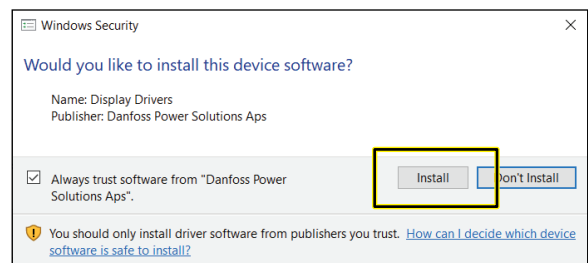 Windows Security
Would you like to install this device software?
Name: Display Drivers
Publisher: Danfoss Power Solutions Aps
Always trust software from "Danfoss Power
Solutions Aps".
Install
Don't Install
You should only install driver software from publishers you trust. How can I decide which device
software is safe to install?